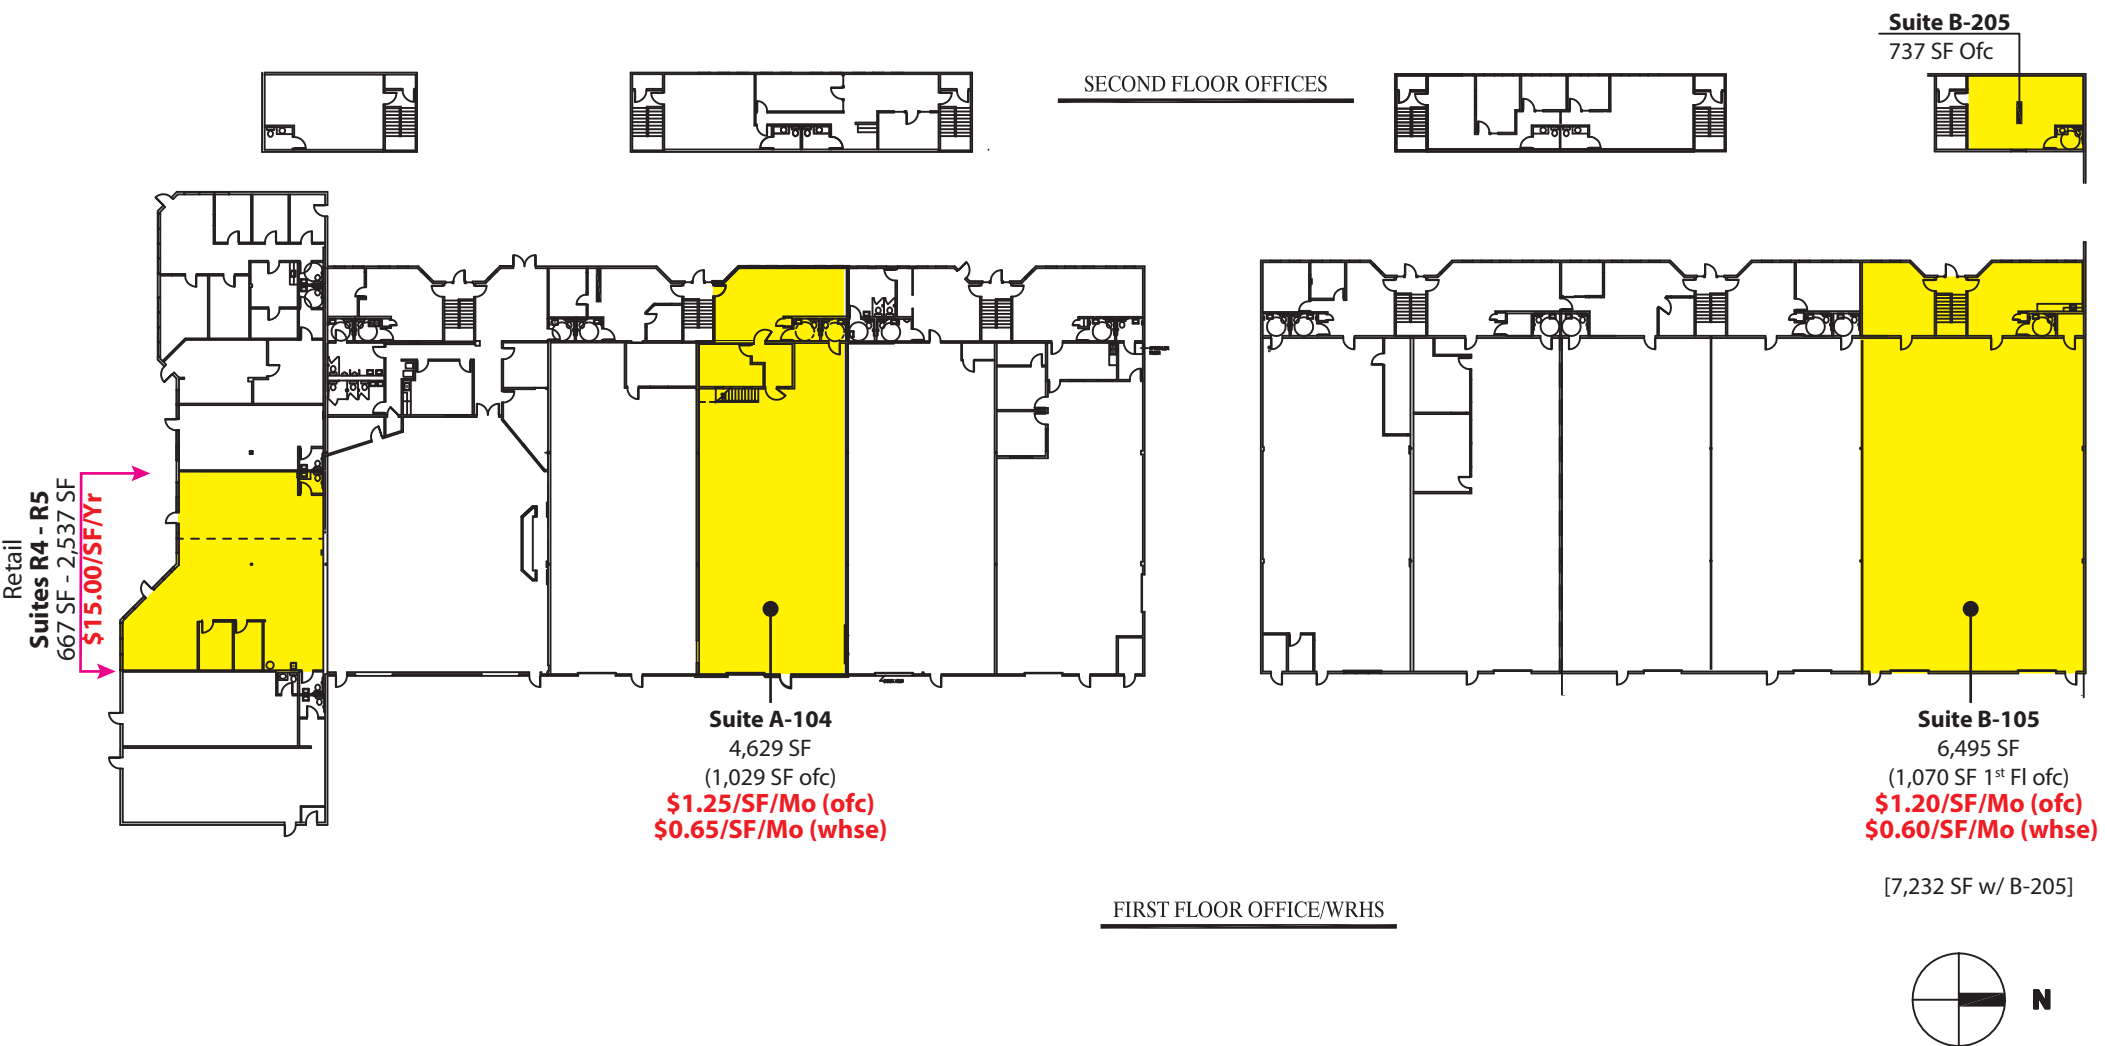 Suite B-205
737 SF Ofc
SECOND FLOOR OFFICES
Retail
Suites R4 - R5
667 SF - 2,537 SF
$15.00/SF/Yr
Suite A-104
4,629 SF
(1,029 SF ofc)
$1.25/SF/Mo (ofc)
$0.65/SF/Mo (whse)
Suite B-105
6,495 SF
(1,070 SF 1st Fl ofc)
$1.20/SF/Mo (ofc)
$0.60/SF/Mo (whse)
[7,232 SF w/ B-205]
FIRST FLOOR OFFICE/WRHS
N